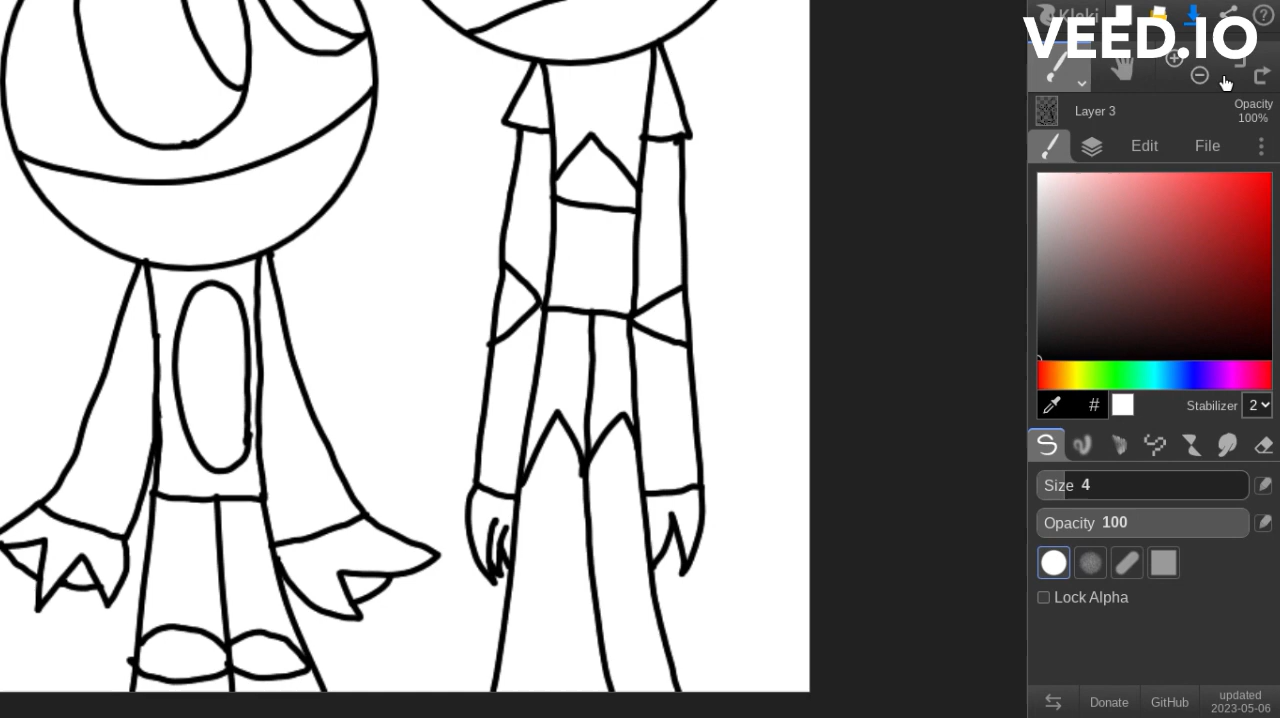 Kleki
VEED.IO
Layer 3
Opacity
100%
Edit
File
#
Stabilizer 2
Size 4
Opacity 100
Lock Alpha
Donate
GitHub
updated
2023-05-06